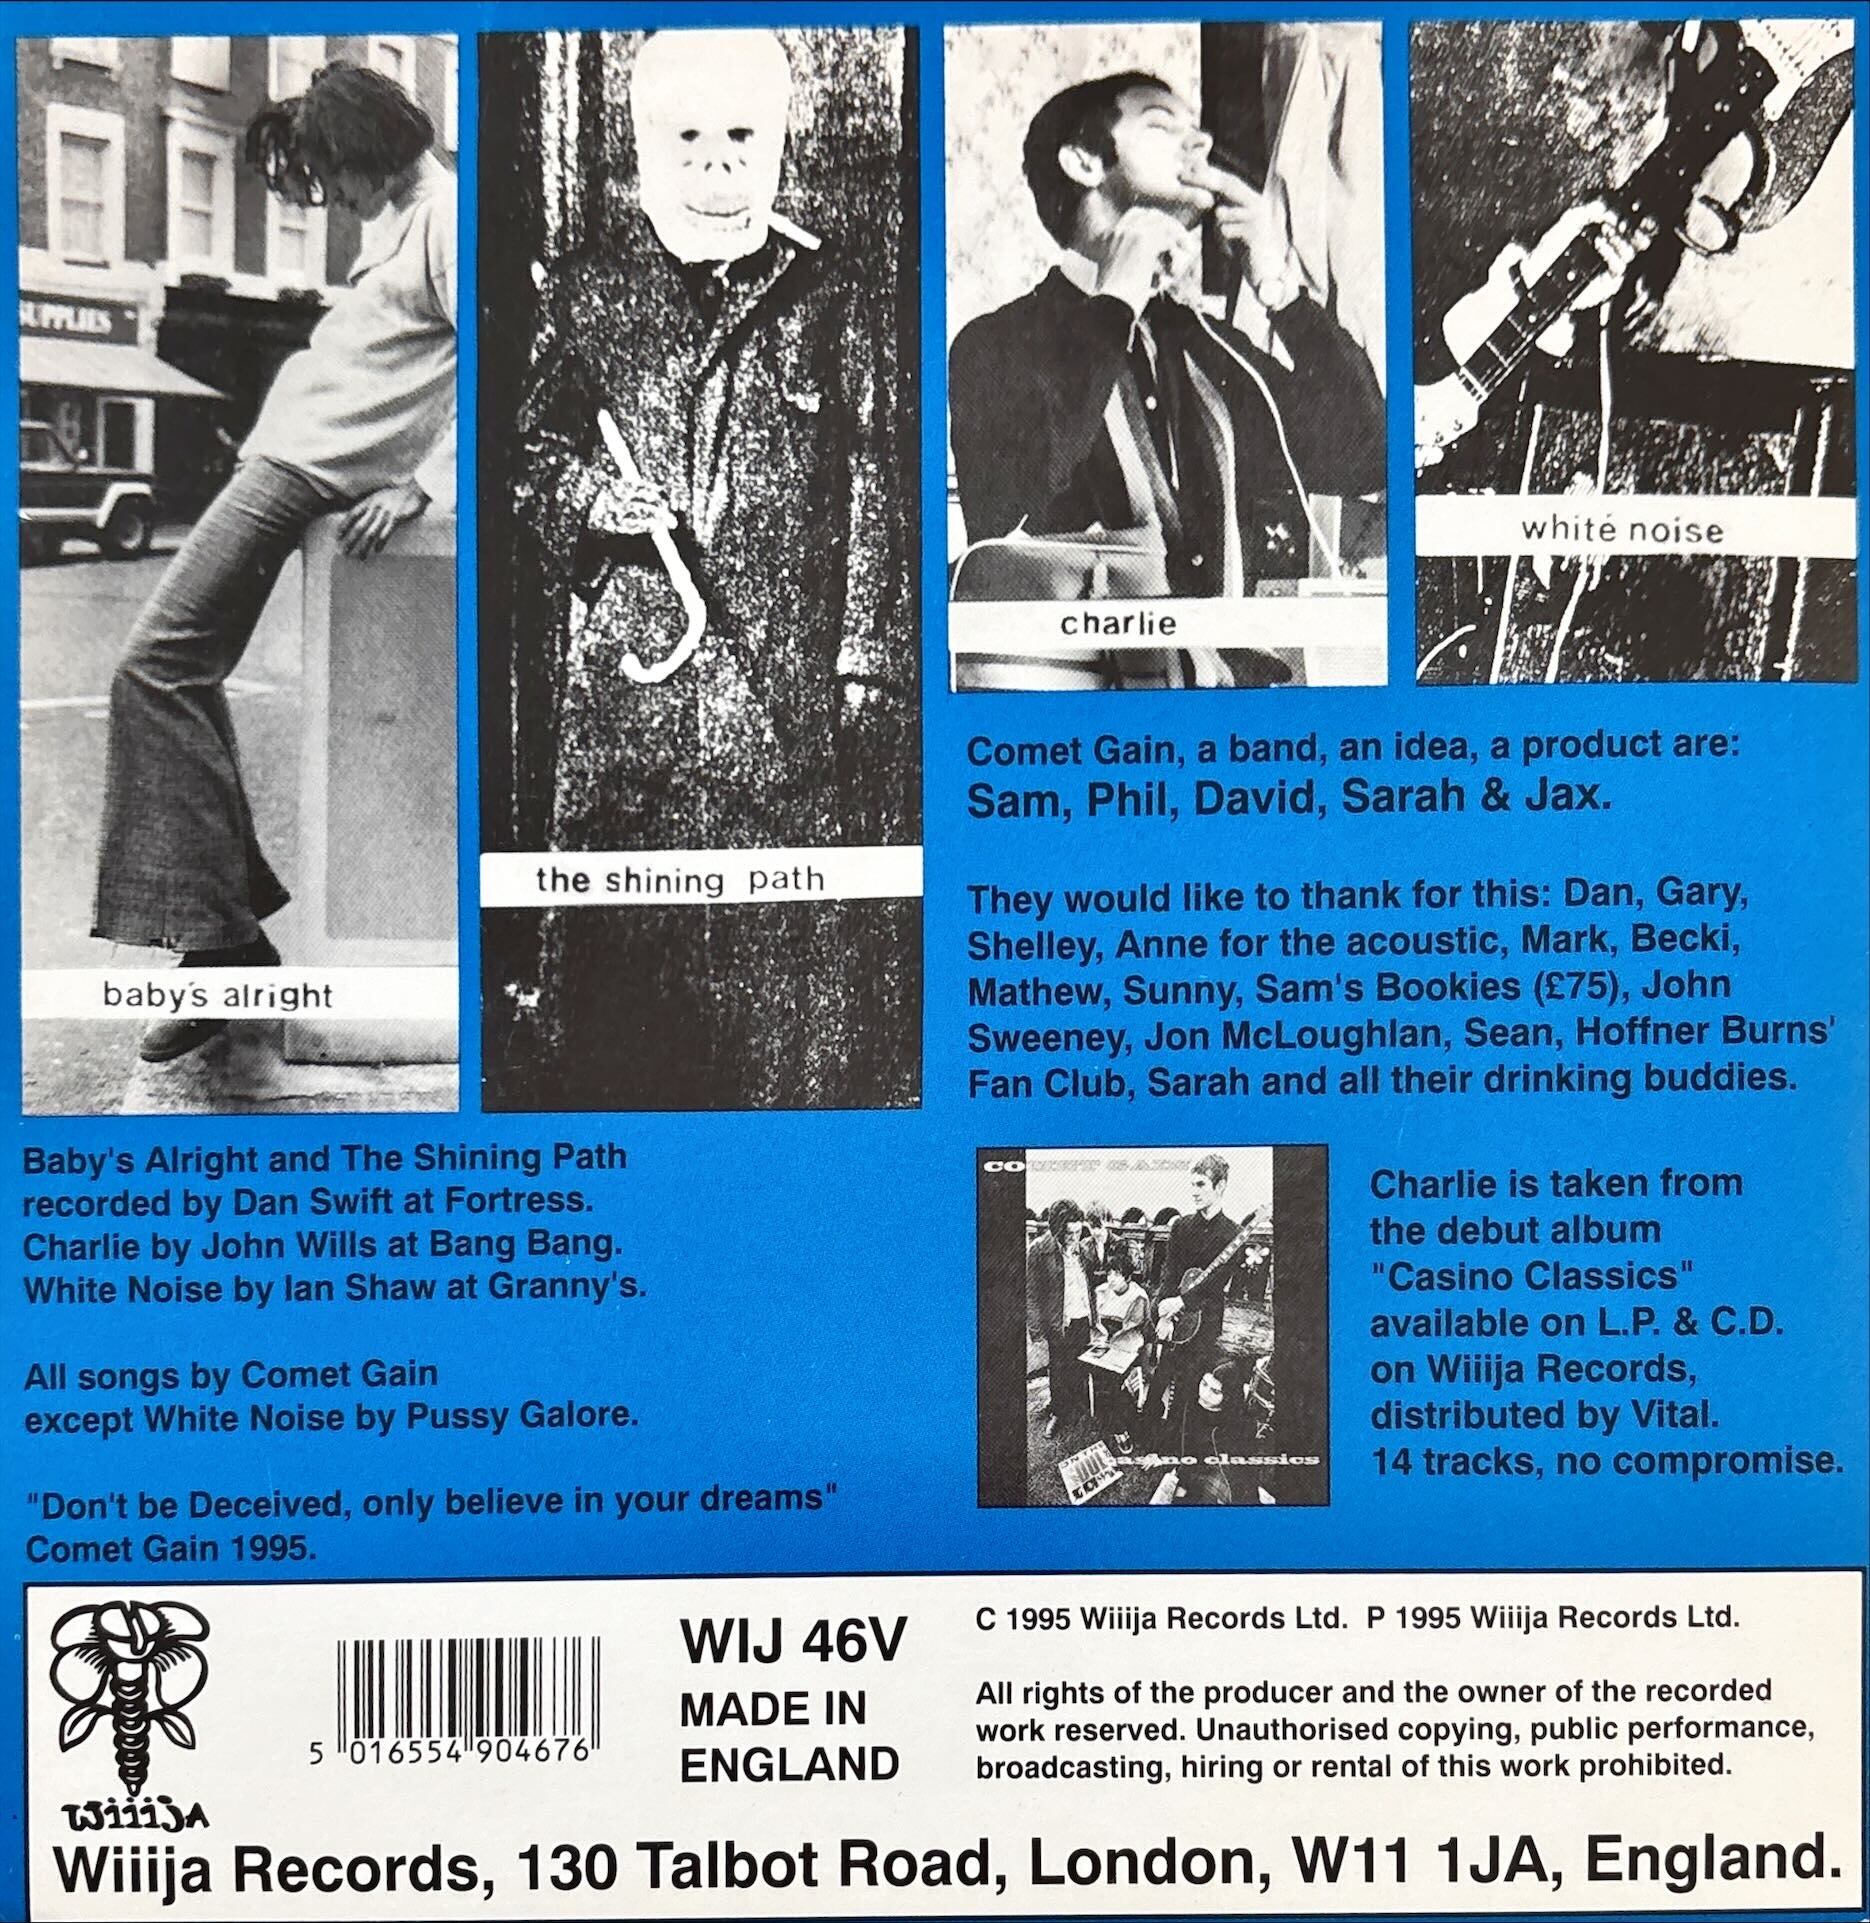 SUPPLIES
baby's alright
the shining path
charlie
white noise
Comet Gain, a band, an idea, a product are:
Sam, Phil, David, Sarah & Jax.
They would like to thank for this: Dan, Gary,
Shelley, Anne for the acoustic, Mark, Becki,
Mathew, Sunny, Sam's Bookies (£75), John
Sweeney, Jon McLoughlan, Sean, Hoffner Burns'
Fan Club, Sarah and all their drinking buddies.
Baby's Alright and The Shining Path
recorded by Dan Swift at Fortress.
Charlie by John Wills at Bang Bang.
White Noise by Ian Shaw at Granny's.
All songs by Comet Gain
except White Noise by Pussy Galore.
"Don't be Deceived, only believe in your dreams"
Comet Gain 1995.
COMET GAIN
casino classics
Charlie is taken from
the debut album
"Casino Classics"
available on L.P. & C.D.
on Wiiija Records,
distributed by Vital.
14 tracks, no compromise.
WiiijA
5 016554 904676
WIJ 46V
MADE IN
ENGLAND
C 1995 Wiiija Records Ltd. P 1995 Wiiija Records Ltd.
All rights of the producer and the owner of the recorded
work reserved. Unauthorised copying, public performance,
broadcasting, hiring or rental of this work prohibited.
Wiiija Records, 130 Talbot Road, London, W11 1JA, England.